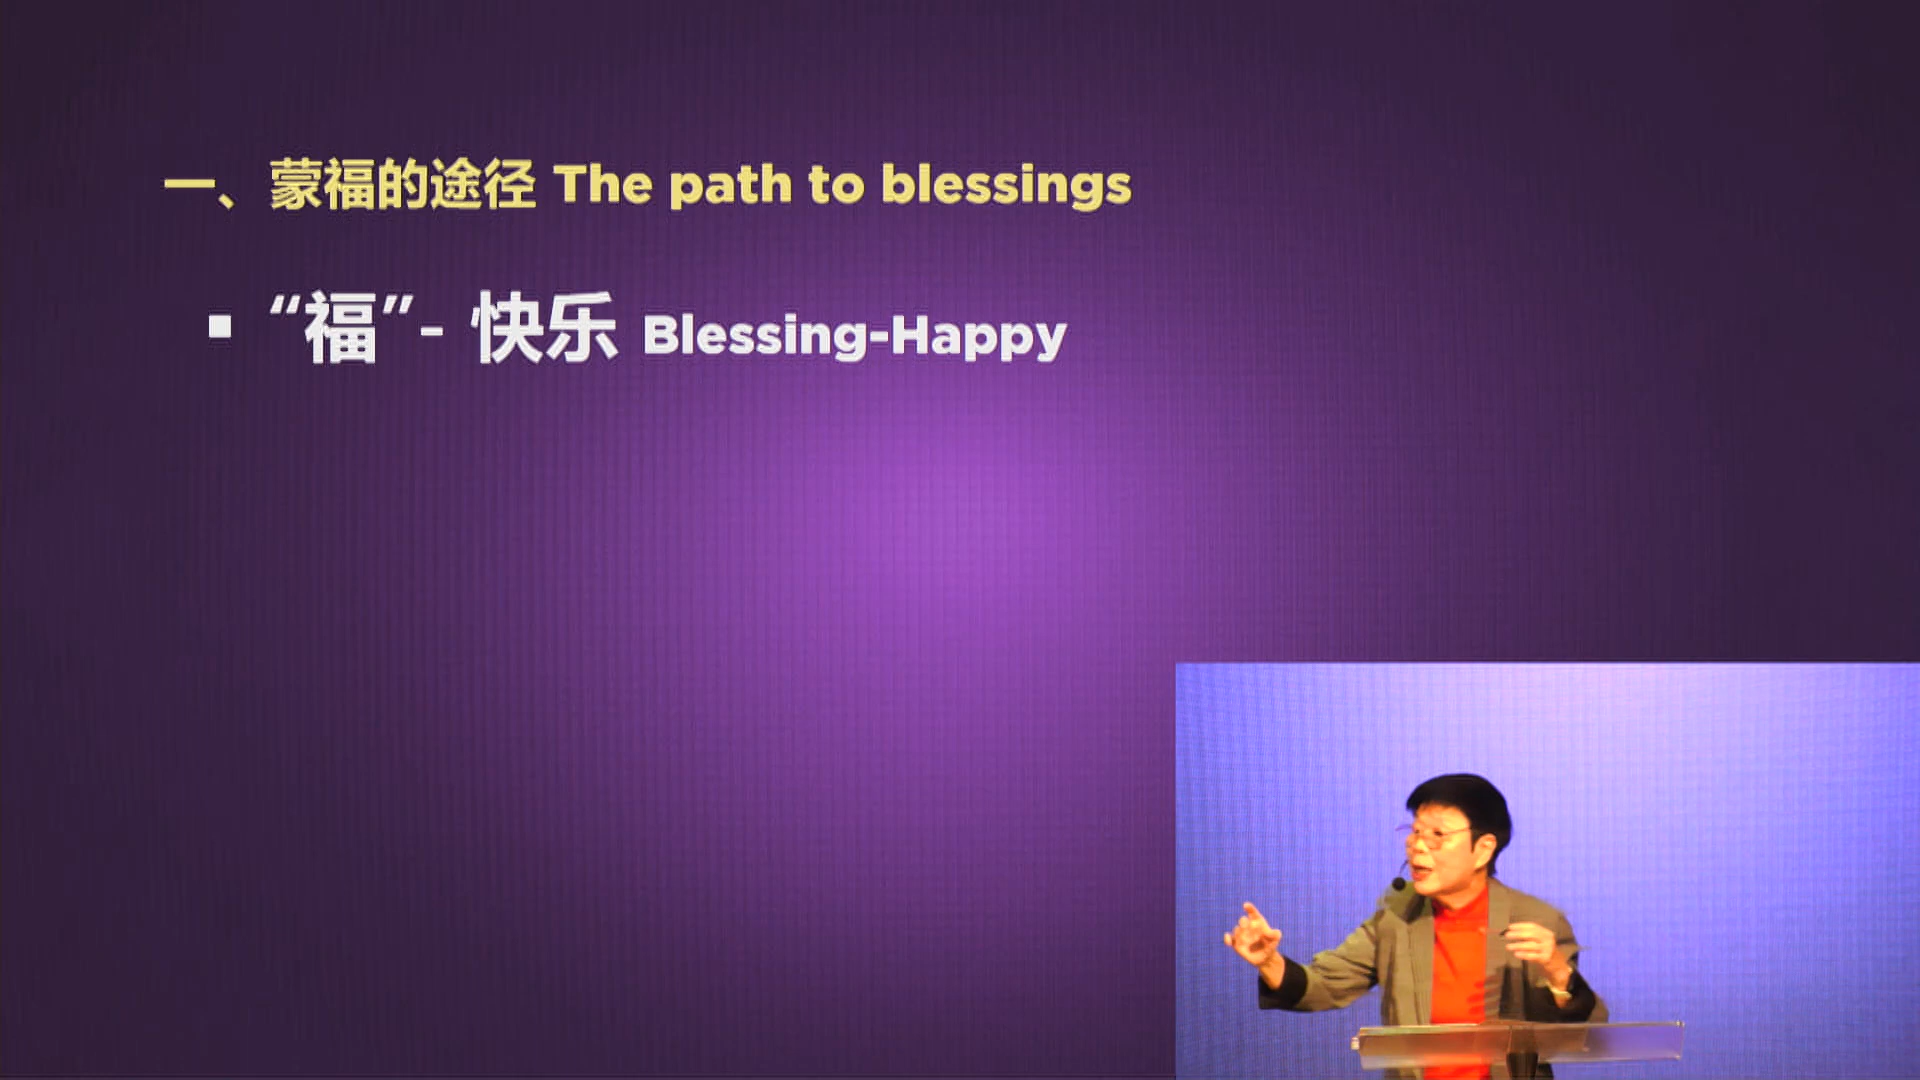 一、蒙福的途径 The path to blessings
▪ “福”- 快乐 Blessing-Happy